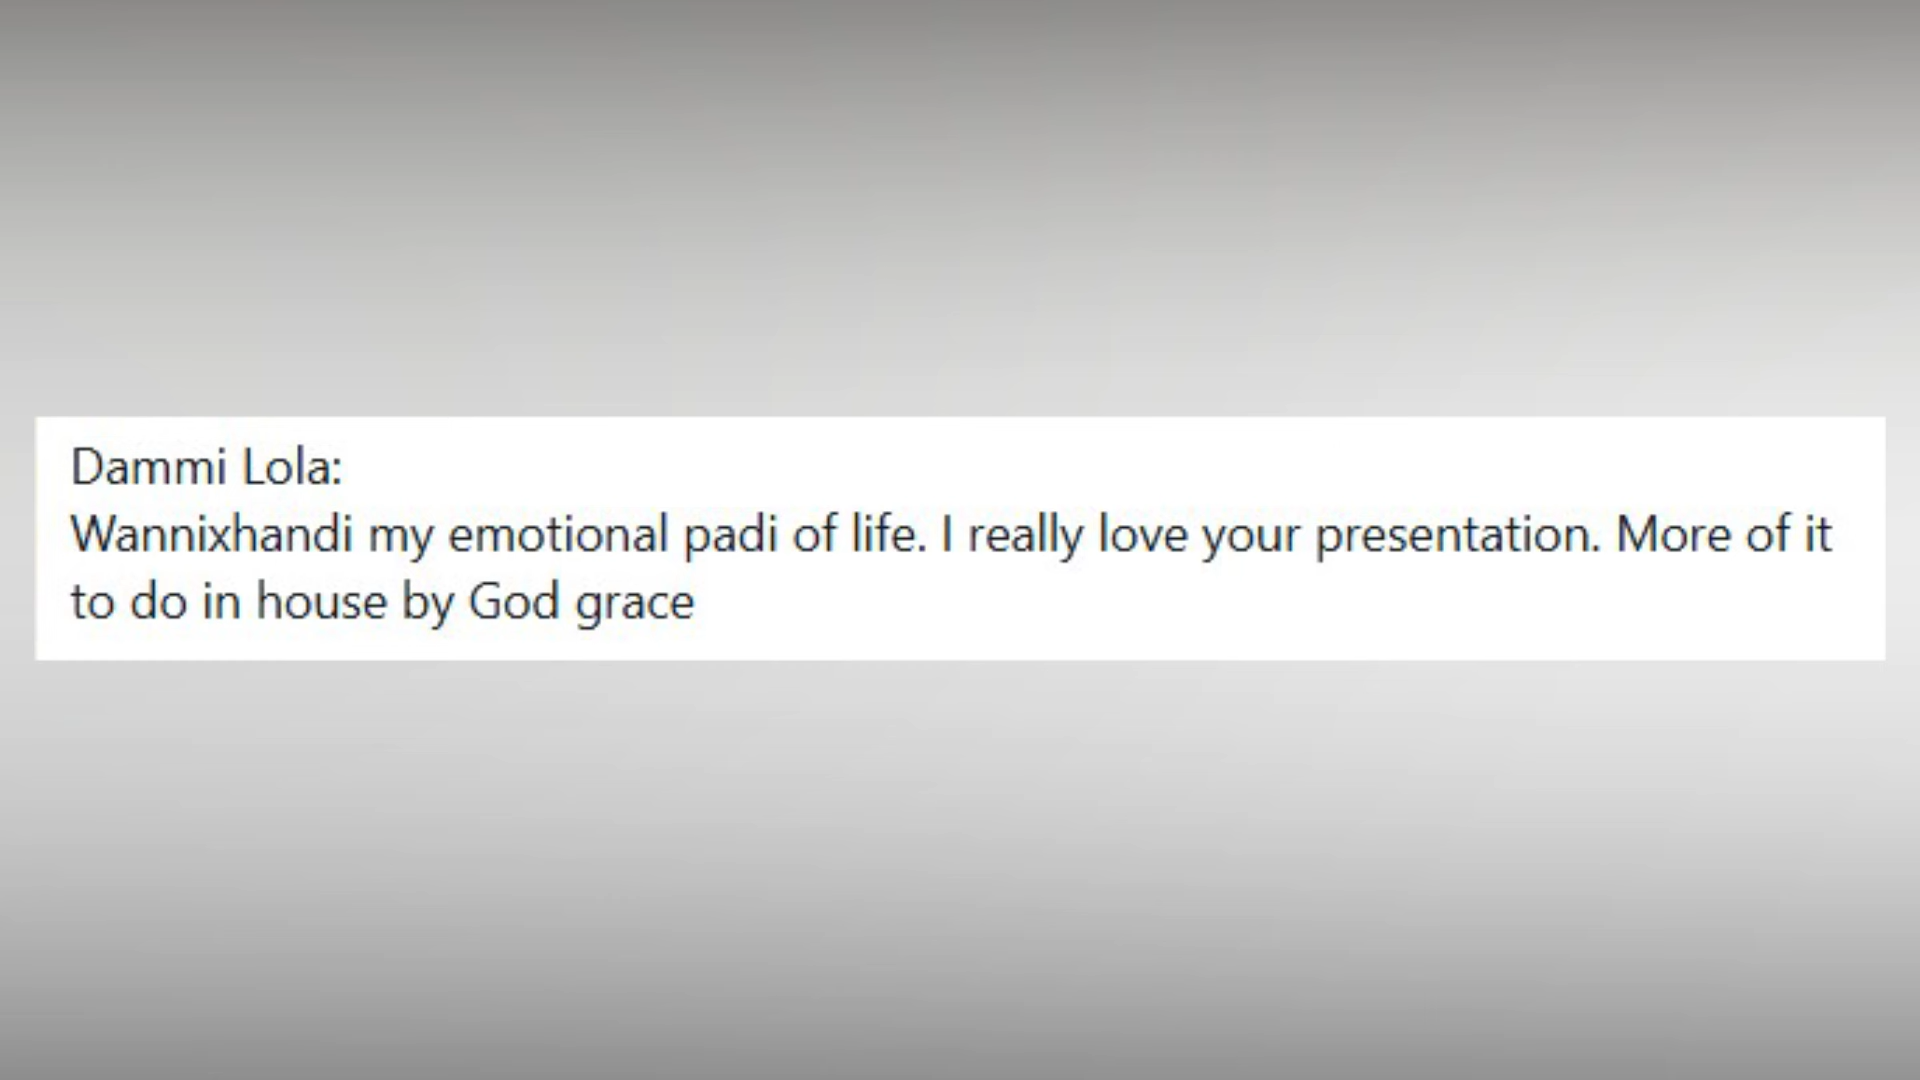 Dammi Lola:
Wannixhandi my emotional padi of life. I really love your presentation. More of it
to do in house by God grace